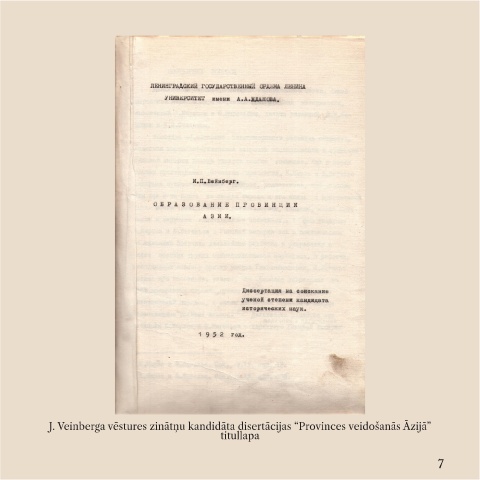 ЛЕНИНГРАДСКИЙ ГОСУДАРСТВЕННЫЙ ОРДЕНА ЛЕНИНА
УНИВЕРСИТЕТ имени А.А.ЖДАНОВА.
И.П.Вейнберг.
ОБРАЗОВАНИЕ ПРОВИНЦИИ
АЗИИ.
Диссертация на соискание
ученой степени кандидата
исторических наук.
1952 год.
J. Veinberga vēstures zinātņu kandidāta disertācijas “Provinces veidošanās Āzijā”
titullapa
7